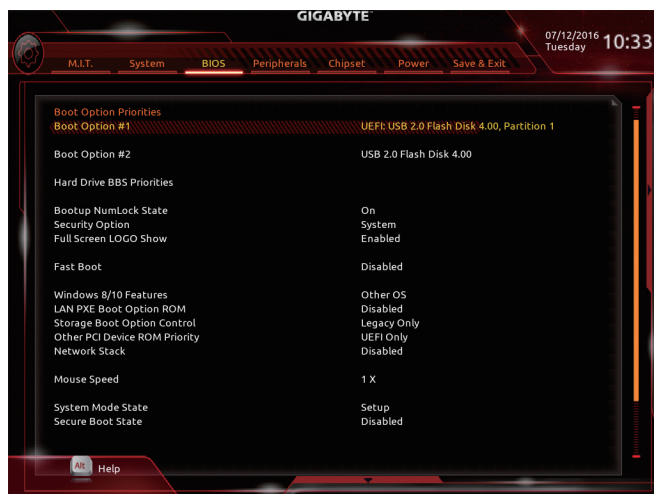 GIGABYTE™
07/12/2016
Tuesday
10:33
M.I.T. System BIOS Peripherals Chipset Power Save & Exit
Boot Option Priorities
Boot Option #1 UEFI: USB 2.0 Flash Disk 4.00, Partition 1
Boot Option #2 USB 2.0 Flash Disk 4.00
Hard Drive BBS Priorities
Bootup NumLock State On
Security Option System
Full Screen LOGO Show Enabled
Fast Boot Disabled
Windows 8/10 Features Other OS
LAN PXE Boot Option ROM Disabled
Storage Boot Option Control Legacy Only
Other PCI Device ROM Priority UEFI Only
Network Stack Disabled
Mouse Speed 1 X
System Mode State Setup
Secure Boot State Disabled
Alt Help